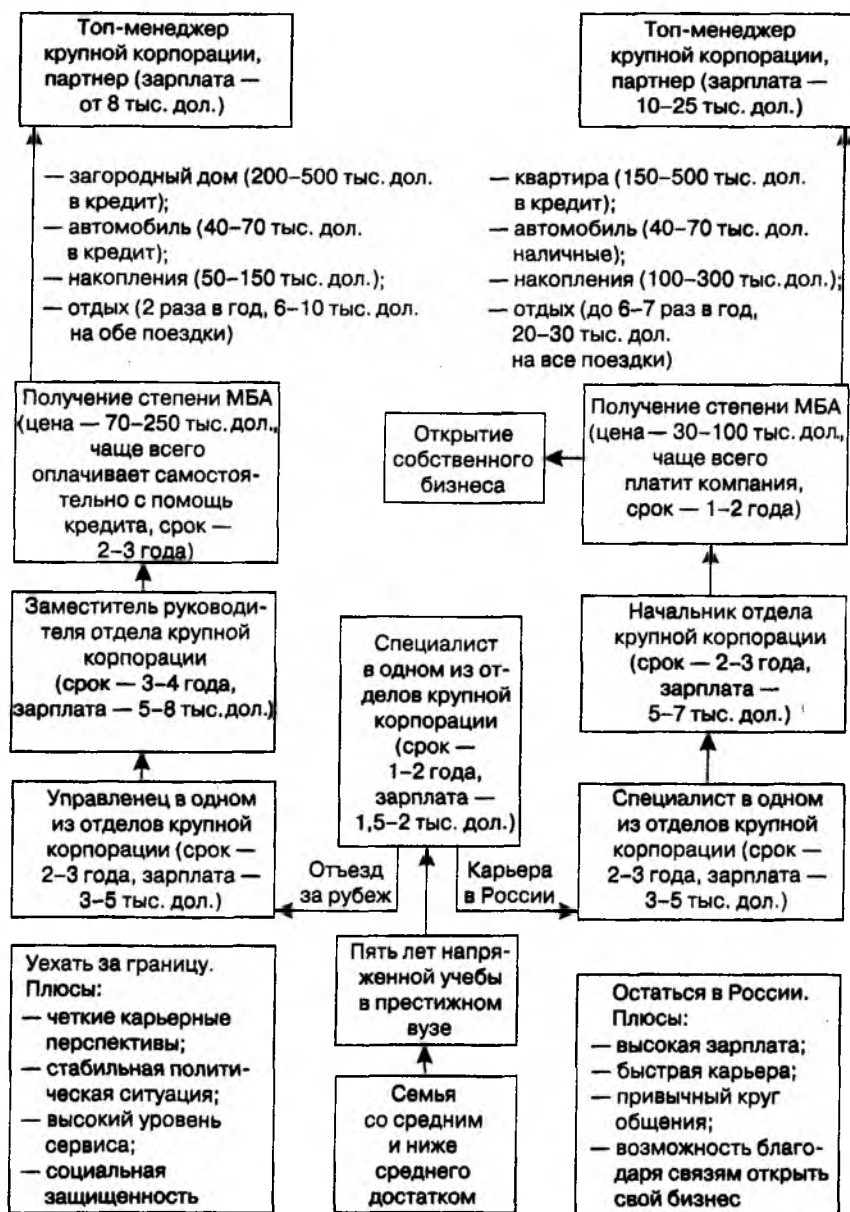 Топ-менеджер
крупной корпорации,
партнер (зарплата —
от 8 тыс. дол.)
Топ-менеджер
крупной корпорации,
партнер (зарплата —
10–25 тыс. дол.)
— загородный дом (200–500 тыс. дол.
в кредит);
— автомобиль (40–70 тыс. дол.
в кредит);
— накопления (50–150 тыс. дол.);
— отдых (2 раза в год, 6–10 тыс. дол.
на обе поездки)
— квартира (150–500 тыс. дол.
в кредит);
— автомобиль (40–70 тыс. дол.
наличные);
— накопления (100–300 тыс. дол.);
— отдых (до 6–7 раз в год,
20–30 тыс. дол.
на все поездки)
Получение степени МБА
(цена — 70–250 тыс. дол.,
чаще всего
оплачивает самостоя-
тельно с помощь
кредита, срок —
2–3 года)
Открытие
собственного
бизнеса
Получение степени МБА
(цена — 30–100 тыс. дол.,
чаще всего
платит компания,
срок — 1–2 года)
Заместитель руководи-
теля отдела крупной
корпорации
(срок — 3–4 года,
зарплата — 5–8 тыс. дол.)
Специалист
в одном из от-
делов крупной
корпорации
(срок —
1–2 года,
зарплата —
1,5–2 тыс. дол.)
Начальник отдела
крупной корпорации
(срок — 2–3 года,
зарплата —
5–7 тыс. дол.)
Управленец в одном
из отделов крупной
корпорации (срок —
2–3 года, зарплата —
3–5 тыс. дол.)
Отъезд
за рубеж
Карьера
в России
Специалист в одном
из отделов крупной
корпорации (срок —
2–3 года, зарплата —
3–5 тыс. дол.)
Уехать за границу.
Плюсы:
— четкие карьерные
перспективы;
— стабильная полити-
ческая ситуация;
— высокий уровень
сервиса;
— социальная
защищенность
Пять лет напря-
женной учебы
в престижном
вузе
Семья
со средним
и ниже
среднего
достатком
Остаться в России.
Плюсы:
— высокая зарплата;
— быстрая карьера;
— привычный круг
общения;
— возможность благо-
даря связям открыть
свой бизнес